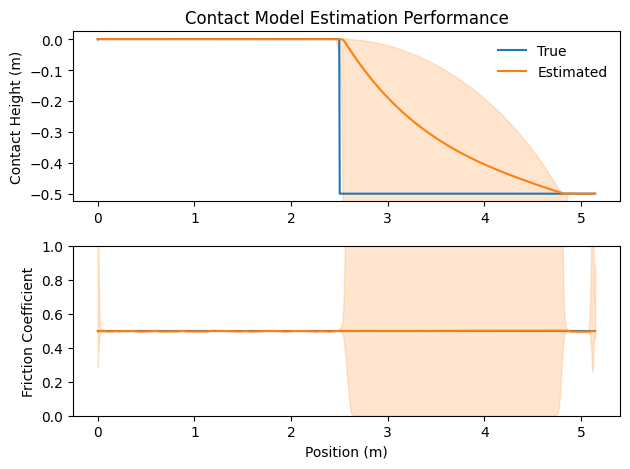 Contact Model Estimation Performance
Contact Height (m)
0.0
−0.1
−0.2
−0.3
−0.4
−0.5
True
Estimated
0 1 2 3 4 5
Friction Coefficient
1.0
0.8
0.6
0.4
0.2
0.0
0 1 2 3 4 5
Position (m)